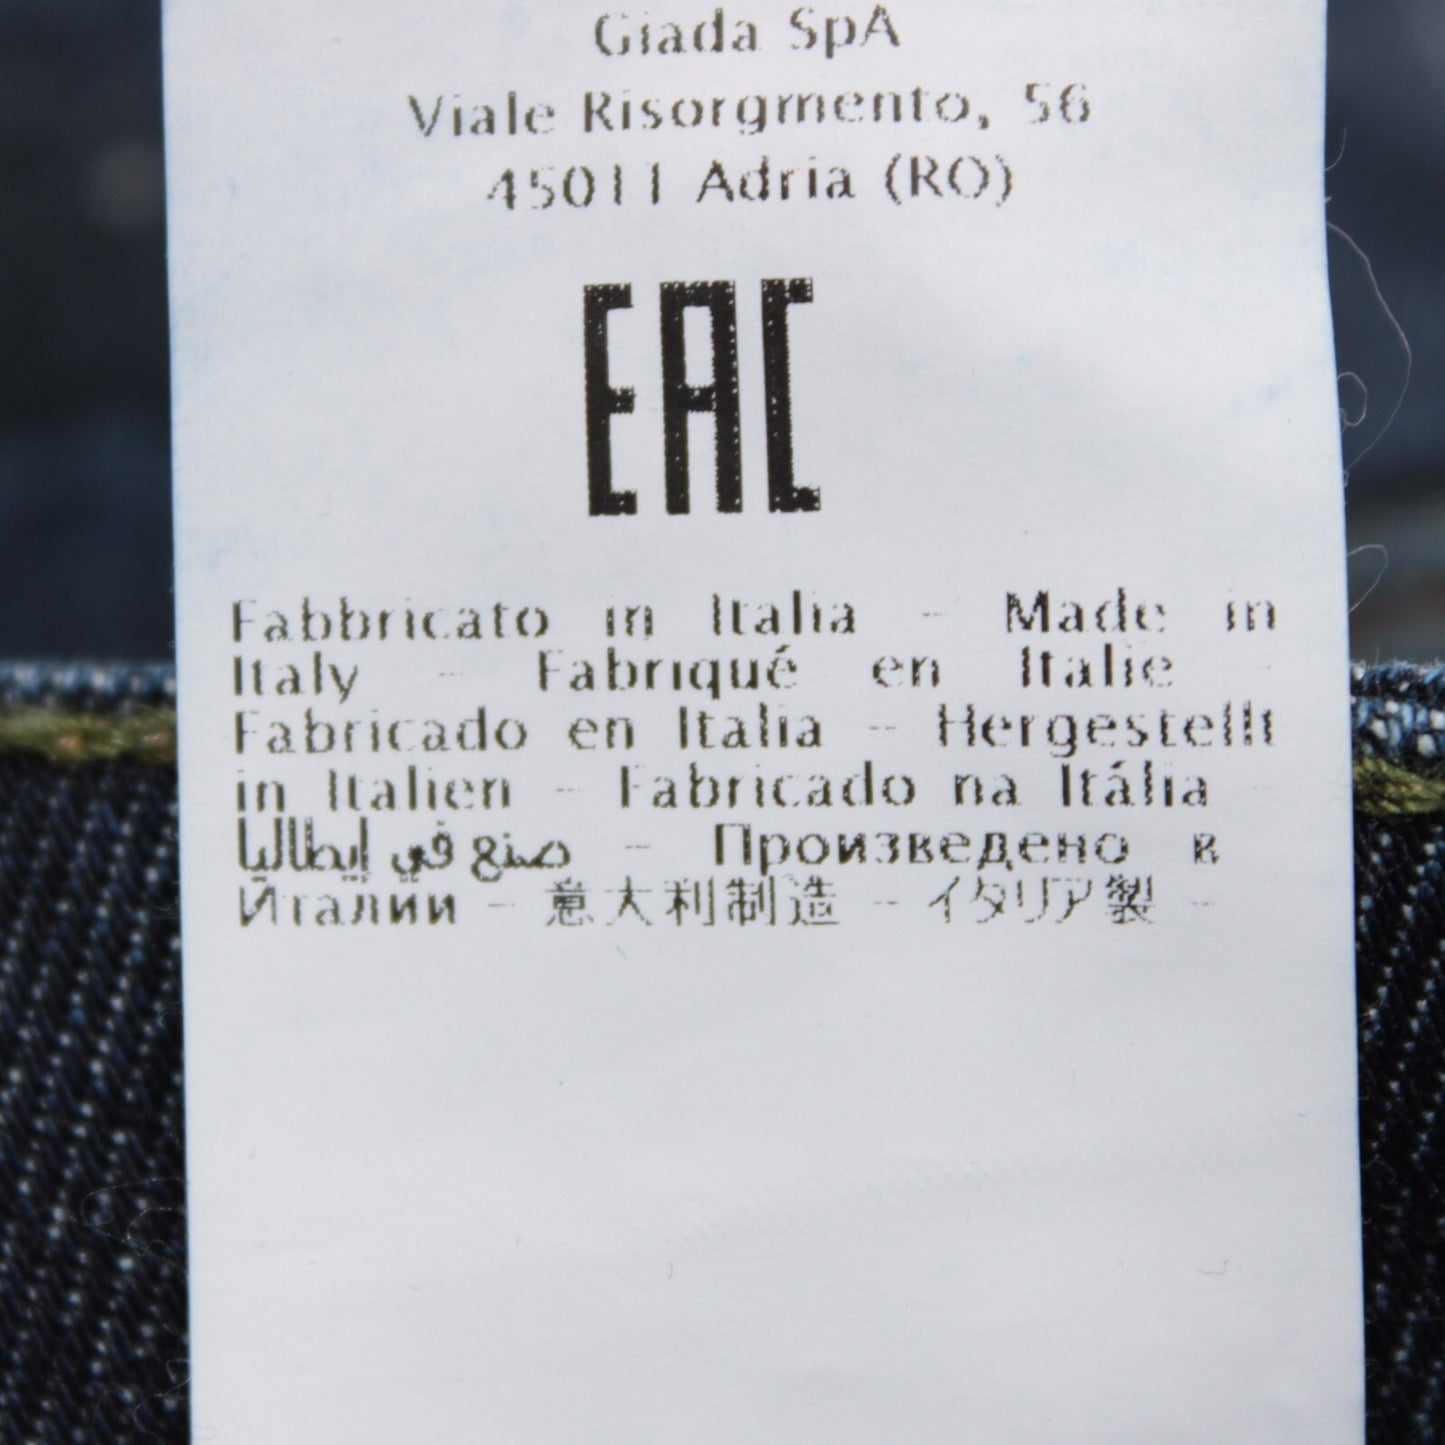 Giada SpA
Viale Risorgmento, 56
45011 Adria (RO)
EAC
Fabbricato in Italia - Made in
Italy - Fabriqué en Italie -
Fabricado en Italia - Hergestellt
in Italien - Fabricado na Itália -
صنع في إيطاليا - Произведено в
Италии - 意大利制造 - イタリア製 -